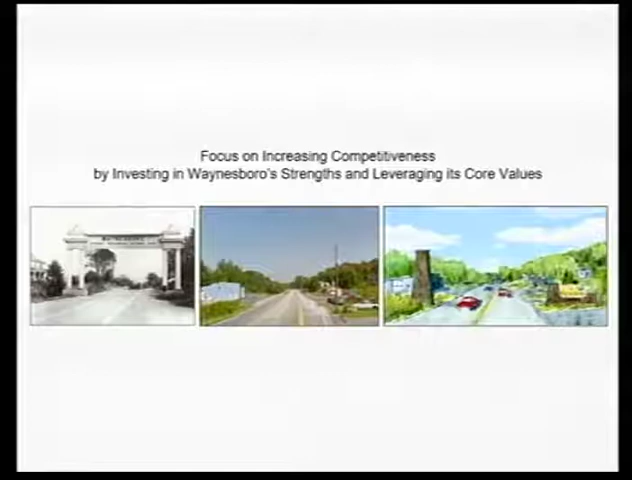 Focus on Increasing Competitiveness
by Investing in Waynesboro's Strengths and Leveraging its Core Values